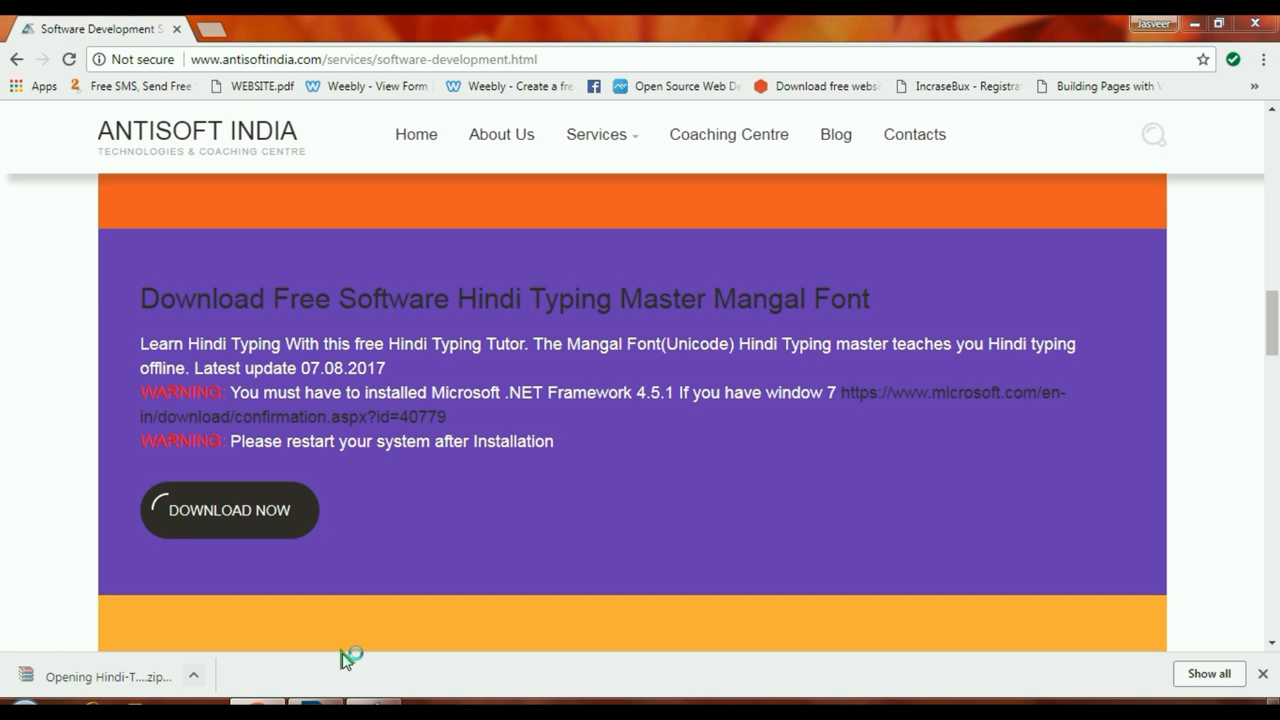 Software Development S
Jasveer
Not secure www.antisoftindia.com/services/software-development.html
Apps Free SMS, Send Free WEBSITE.pdf Weebly - View Form Weebly - Create a fre Open Source Web De Download free webs IncraseBux - Registra Building Pages with W
ANTISOFT INDIA
TECHNOLOGIES & COACHING CENTRE
Home About Us Services Coaching Centre Blog Contacts
Download Free Software Hindi Typing Master Mangal Font
Learn Hindi Typing With this free Hindi Typing Tutor. The Mangal Font(Unicode) Hindi Typing master teaches you Hindi typing
offline. Latest update 07.08.2017
WARNING: You must have to installed Microsoft .NET Framework 4.5.1 If you have window 7 https://www.microsoft.com/en-
in/download/confirmation.aspx?id=40779
WARNING: Please restart your system after Installation
DOWNLOAD NOW
Opening Hindi-T....zip...
Show all